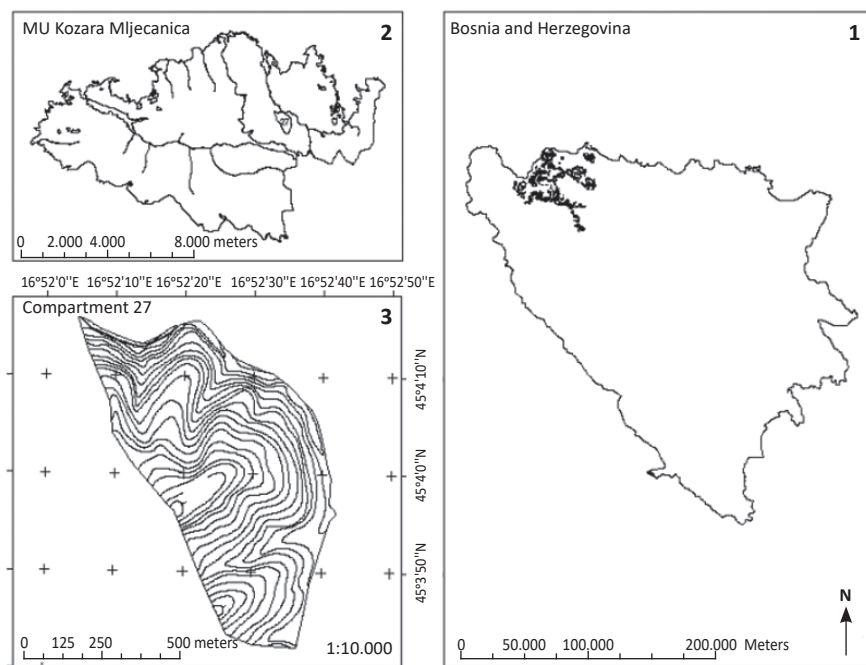 MU Kozara Mljecanica
2
0 2.000 4.000 8.000 meters
Bosnia and Herzegovina
1
16°52'0''E 16°52'10''E 16°52'20''E 16°52'30''E 16°52'40''E 16°52'50''E
Compartment 27
3
45°4'10''N
45°4'0''N
45°3'50''N
0 125 250 500 meters
1:10.000
N
0 50.000 100.000 200.000 Meters